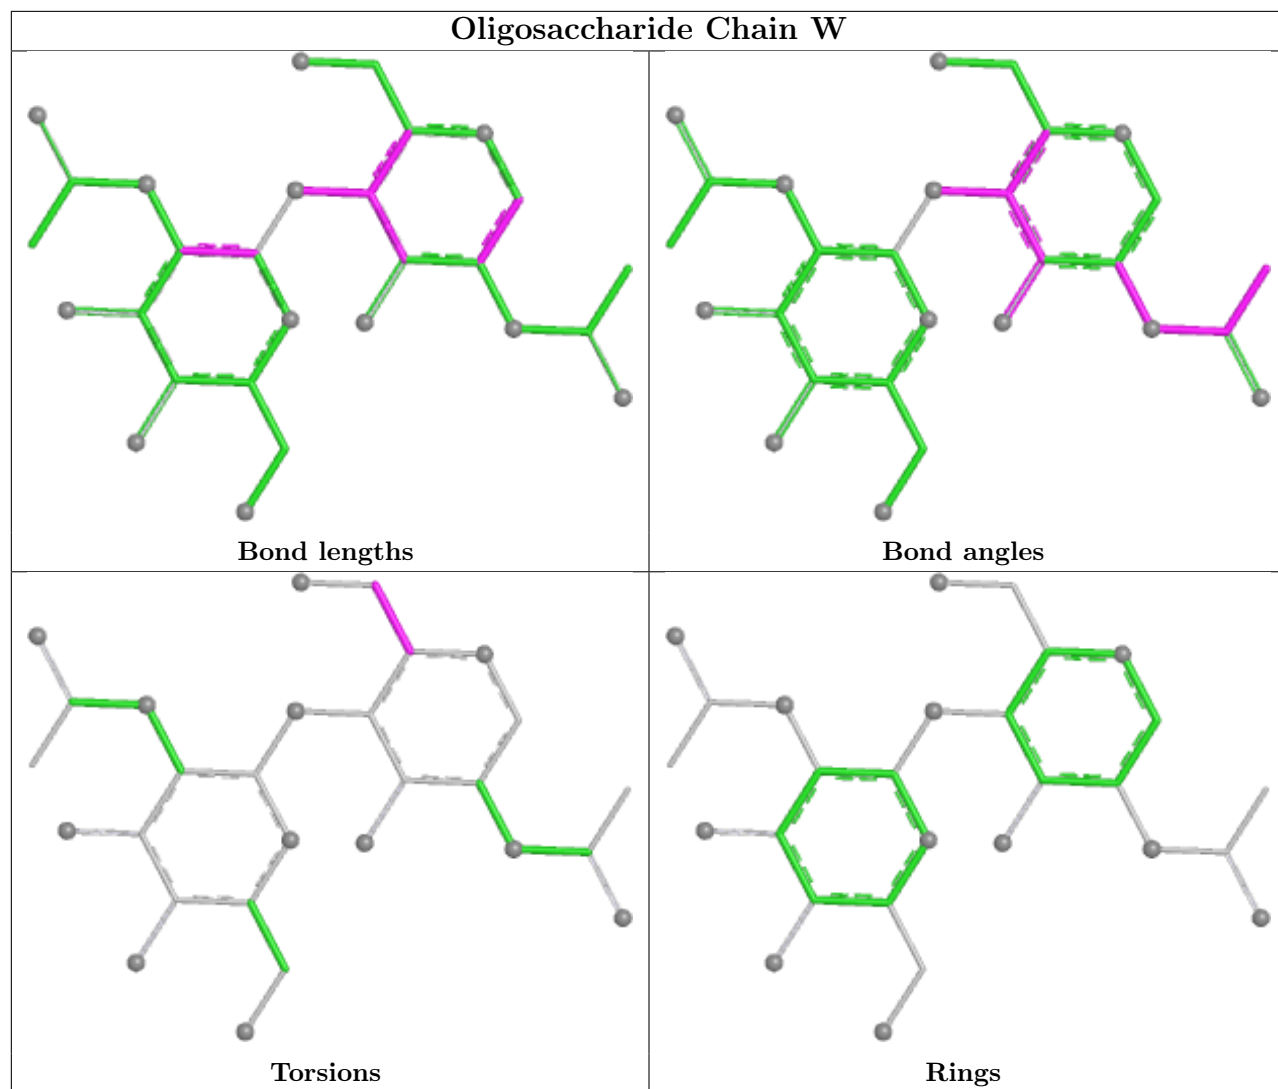 Oligosaccharide Chain W
Bond lengths
Bond angles
Torsions
Rings